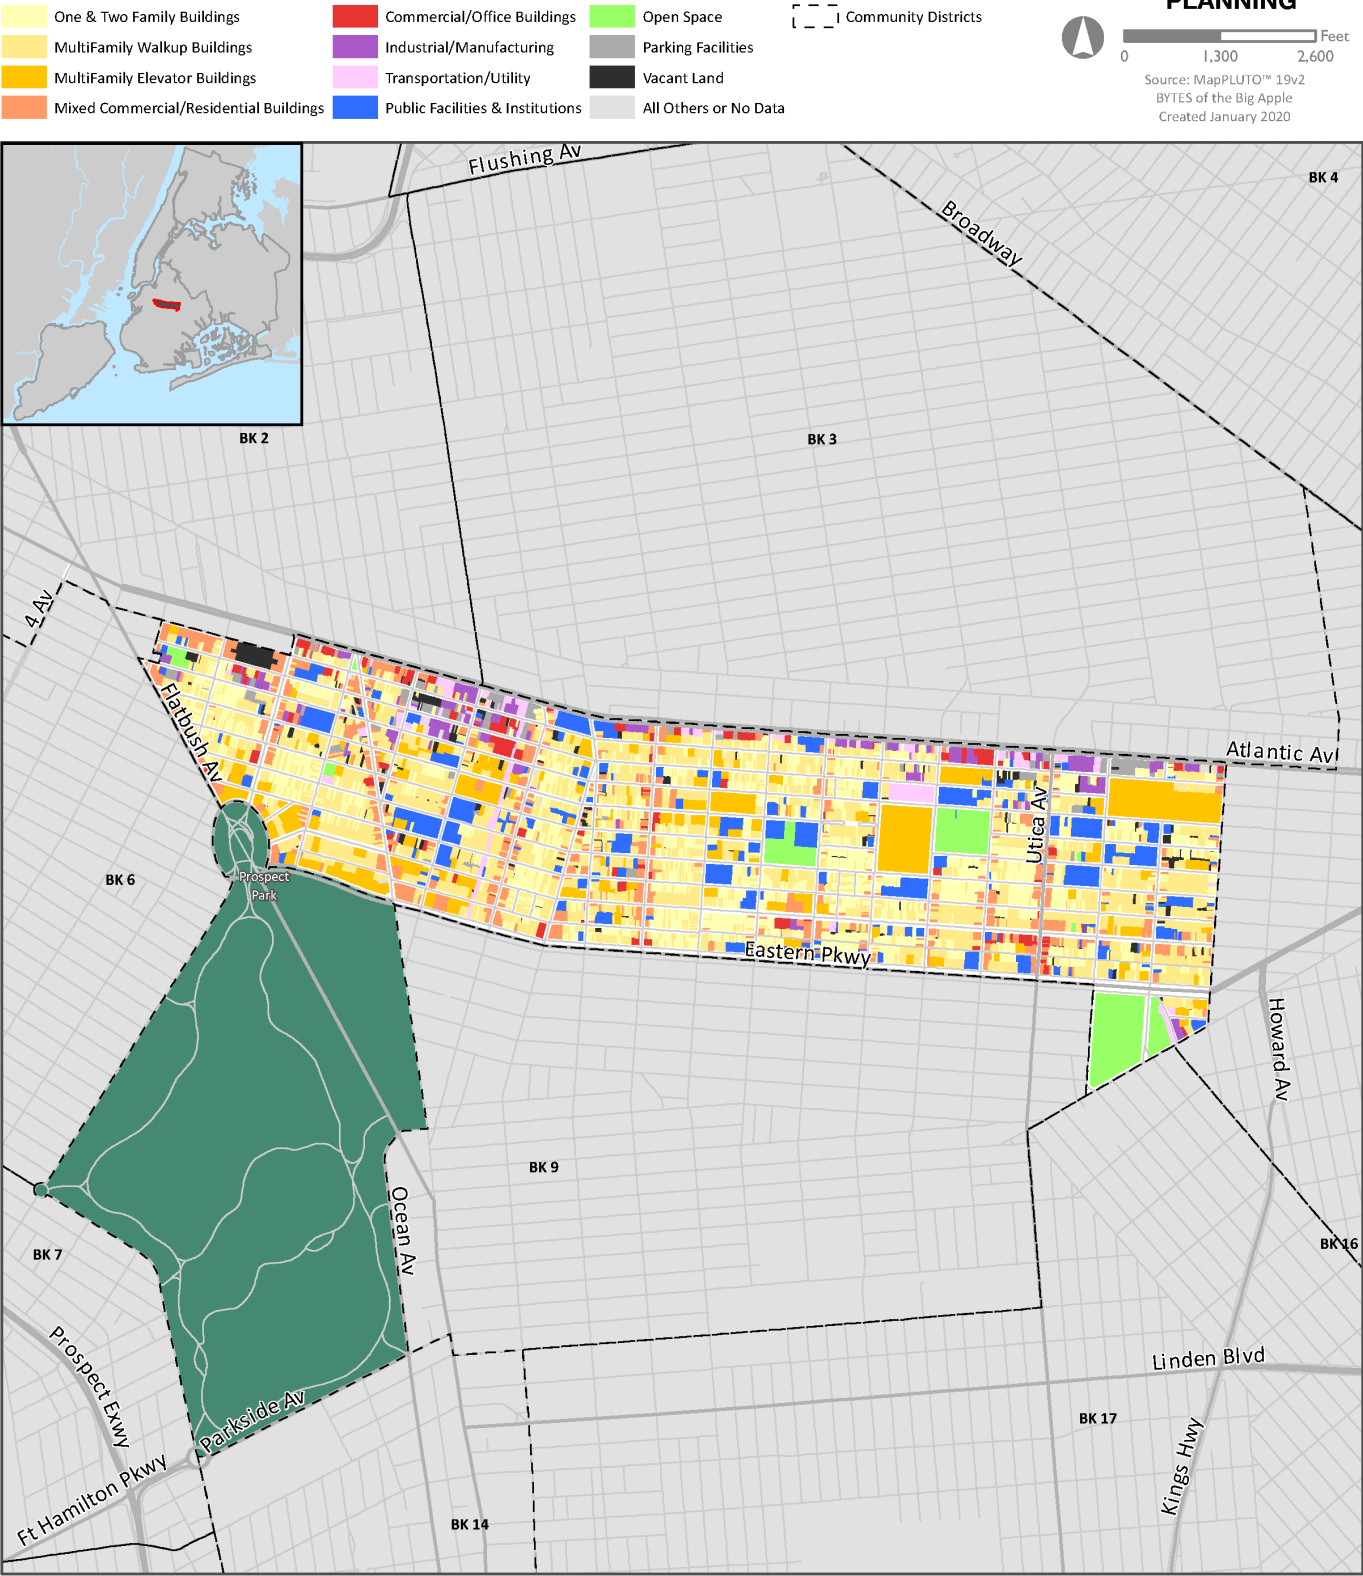 PLANNING
One & Two Family Buildings
MultiFamily Walkup Buildings
MultiFamily Elevator Buildings
Mixed Commercial/Residential Buildings
Commercial/Office Buildings
Industrial/Manufacturing
Transportation/Utility
Public Facilities & Institutions
Open Space
Parking Facilities
Vacant Land
All Others or No Data
Community Districts
Feet
0 1,300 2,600
Source: MapPLUTO™ 19v2
BYTES of the Big Apple
Created January 2020
Flushing Av
BK 4
Broadway
BK 2
BK 3
4 Av
Flatbush Av
Atlantic Av
Utica Av
BK 6
Prospect
Park
Eastern Pkwy
Howard Av
BK 9
Ocean Av
BK 7
BK 16
Prospect Exwy
Linden Blvd
Parkside Av
BK 17
Kings Hwy
Ft Hamilton Pkwy
BK 14